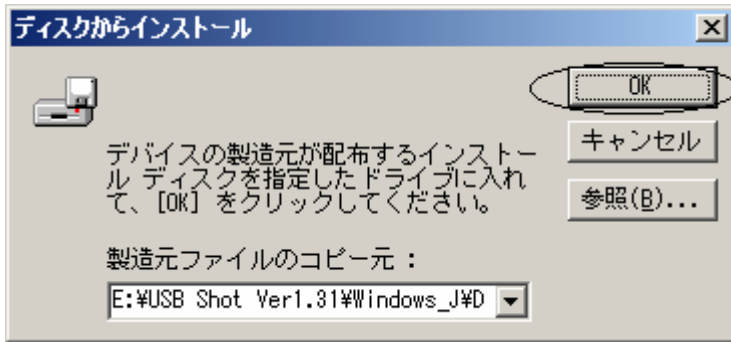 ディスクからインストール
OK
デバイスの製造元が配布するインストー
ル ディスクを指定したドライブに入れ
て、[OK] をクリックしてください。
キャンセル
参照(B)...
製造元ファイルのコピー元 :
E:¥USB Shot Ver1.31¥Windows_J¥D